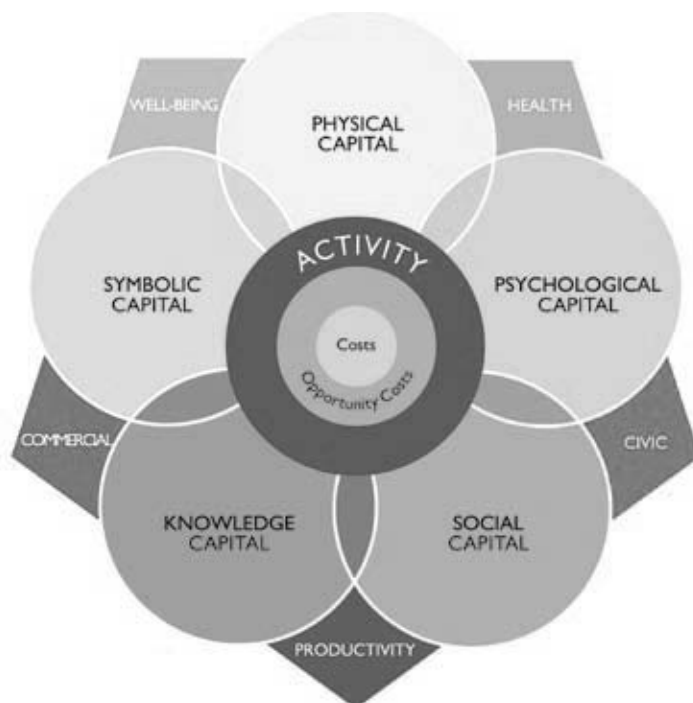 WELL-BEING
PHYSICAL
CAPITAL
HEALTH
SYMBOLIC
CAPITAL
ACTIVITY
PSYCHOLOGICAL
CAPITAL
Costs
Opportunity Costs
COMMERCIAL
CIVIC
KNOWLEDGE
CAPITAL
SOCIAL
CAPITAL
PRODUCTIVITY